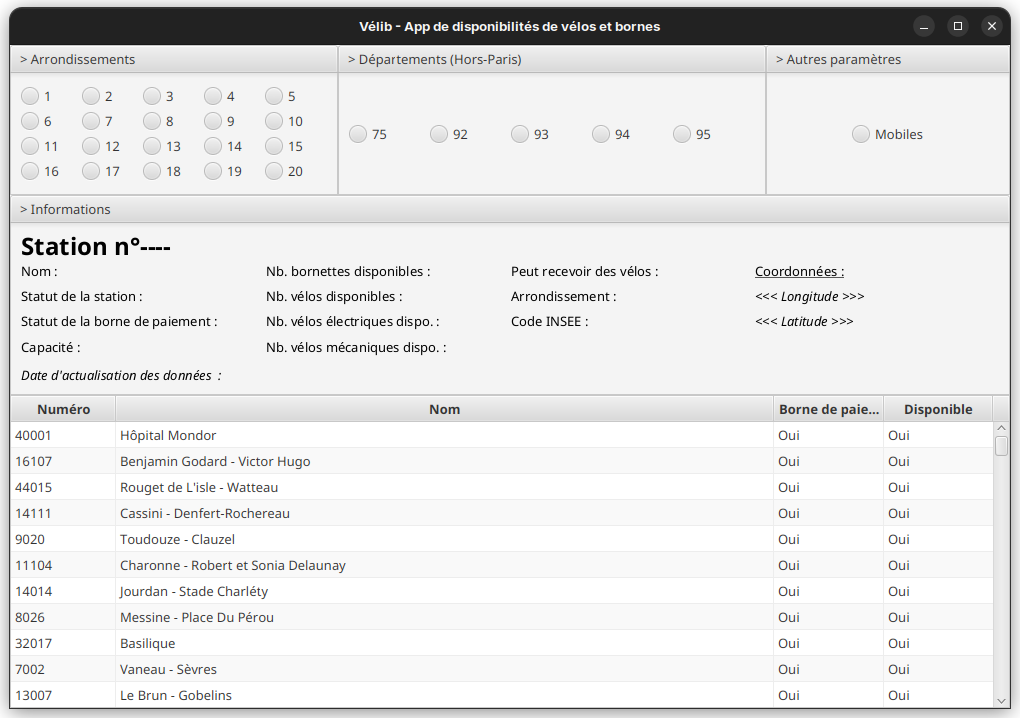 Vélib - App de disponibilités de vélos et bornes
> Arrondissements > Départements (Hors-Paris) > Autres paramètres
1 2 3 4 5
6 7 8 9 10
11 12 13 14 15
16 17 18 19 20
75 92 93 94 95
Mobiles
> Informations
Station n°----
Nom : Nb. bornettes disponibles : Peut recevoir des vélos : Coordonnées :
Statut de la station : Nb. vélos disponibles : Arrondissement : <<< Longitude >>>
Statut de la borne de paiement : Nb. vélos électriques dispo. : Code INSEE : <<< Latitude >>>
Capacité : Nb. vélos mécaniques dispo. :
Date d'actualisation des données :
Numéro Nom Borne de paie... Disponible
40001 Hôpital Mondor Oui Oui
16107 Benjamin Godard - Victor Hugo Oui Oui
44015 Rouget de L'isle - Watteau Oui Oui
14111 Cassini - Denfert-Rochereau Oui Oui
9020 Toudouze - Clauzel Oui Oui
11104 Charonne - Robert et Sonia Delaunay Oui Oui
14014 Jourdan - Stade Charléty Oui Oui
8026 Messine - Place Du Pérou Oui Oui
32017 Basilique Oui Oui
7002 Vaneau - Sèvres Oui Oui
13007 Le Brun - Gobelins Oui Oui